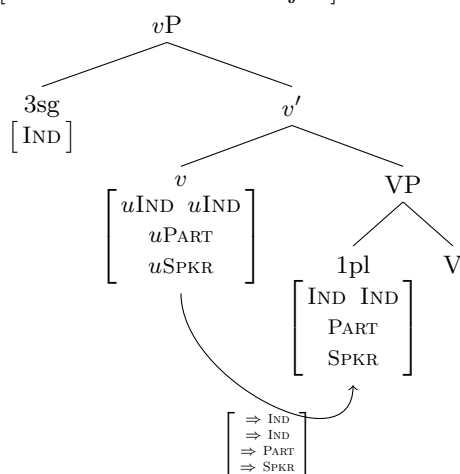 vP
3sg
[ IND ]
v′
v
uIND uIND
uPART
uSPKR
VP
1pl
IND IND
PART
SPKR
V
⇒ IND
⇒ IND
⇒ PART
⇒ SPKR